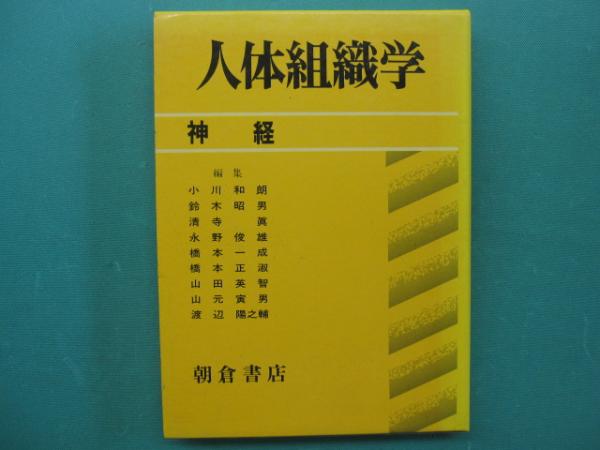 人体組織学
神経
編集
小川和朗
鈴木昭男
清寺眞
永野俊雄
橋本一成
橋本正淑
山田英智
山元寅男
渡辺陽之輔
朝倉書店